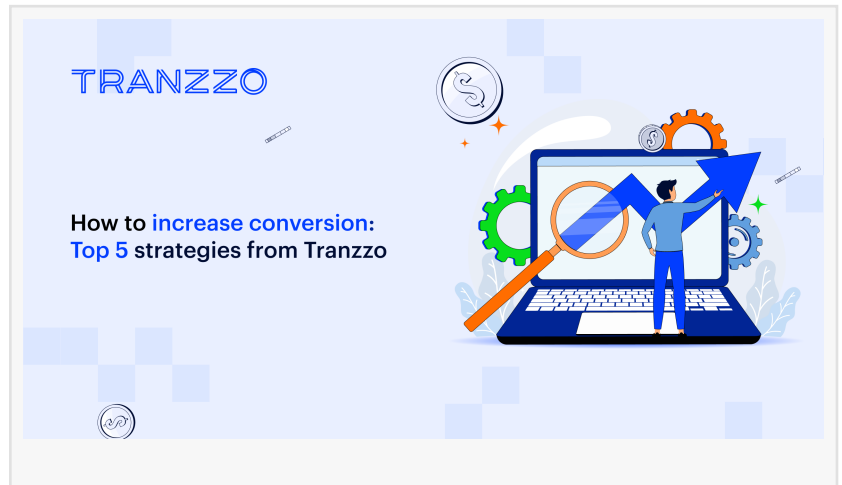 TRANZZO
How to increase conversion:
Top 5 strategies from Tranzzo